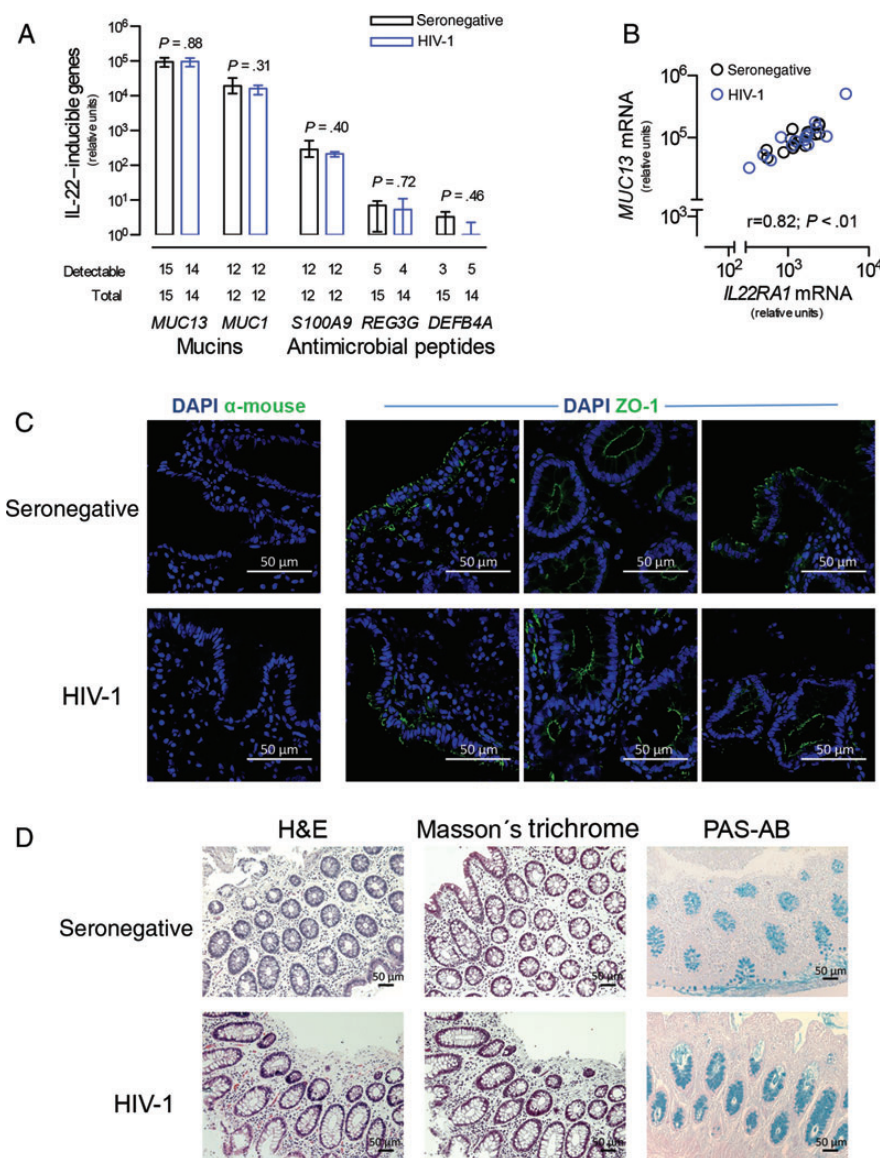 A
Seronegative
HIV-1
IL-22–inducible genes
(relative units)
10⁶
10⁵
10⁴
10³
10²
10¹
10⁰
P = .88
P = .31
P = .40
P = .72
P = .46
Detectable 15 14 12 12 12 12 5 4 3 5
Total 15 14 12 12 12 12 15 14 15 14
MUC13 MUC1 S100A9 REG3G DEFB4A
Mucins Antimicrobial peptides
B
Seronegative
HIV-1
MUC13 mRNA
(relative units)
10⁶
10⁵
10³
r=0.82; P < .01
10² 10³ 10⁴
IL22RA1 mRNA
(relative units)
C
DAPI α-mouse DAPI ZO-1
Seronegative
50 µm 50 µm 50 µm 50 µm
HIV-1
50 µm 50 µm 50 µm 50 µm
D
H&E Masson´s trichrome PAS-AB
Seronegative
50 µm 50 µm 50 µm
HIV-1
50 µm 50 µm 50 µm